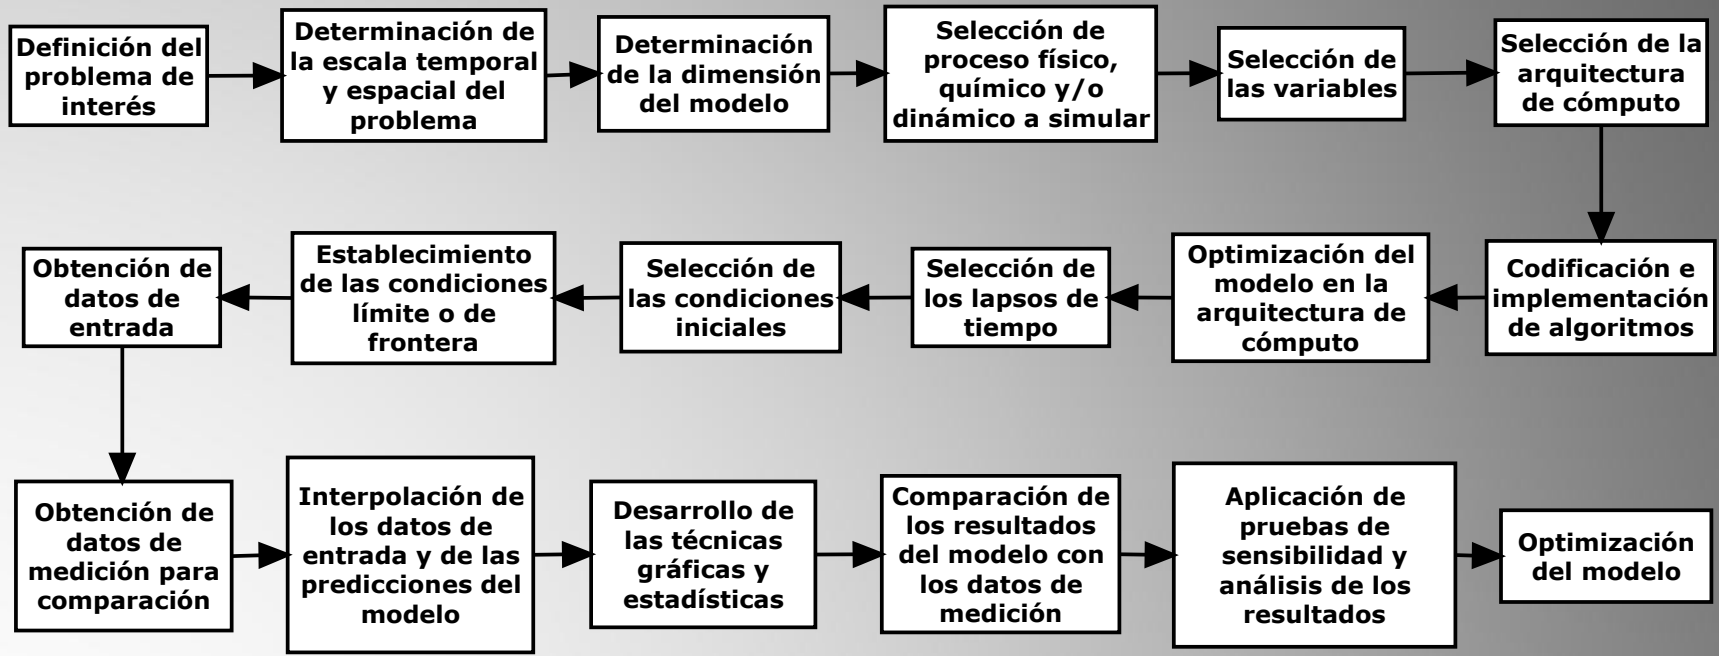 Definición del
problema de
interés
Determinación de
la escala temporal
y espacial del
problema
Determinación
de la dimensión
del modelo
Selección de
proceso físico,
químico y/o
dinámico a simular
Selección de
las variables
Selección de la
arquitectura
de cómputo
Codificación e
implementación
de algoritmos
Optimización del
modelo en la
arquitectura de
cómputo
Selección de
los lapsos de
tiempo
Selección de
las condiciones
iniciales
Establecimiento
de las condiciones
límite o de
frontera
Obtención de
datos de
entrada
Obtención de
datos de
medición para
comparación
Interpolación de
los datos de
entrada y de las
predicciones del
modelo
Desarrollo de
las técnicas
gráficas y
estadísticas
Comparación de
los resultados
del modelo con
los datos de
medición
Aplicación de
pruebas de
sensibilidad y
análisis de los
resultados
Optimización
del modelo